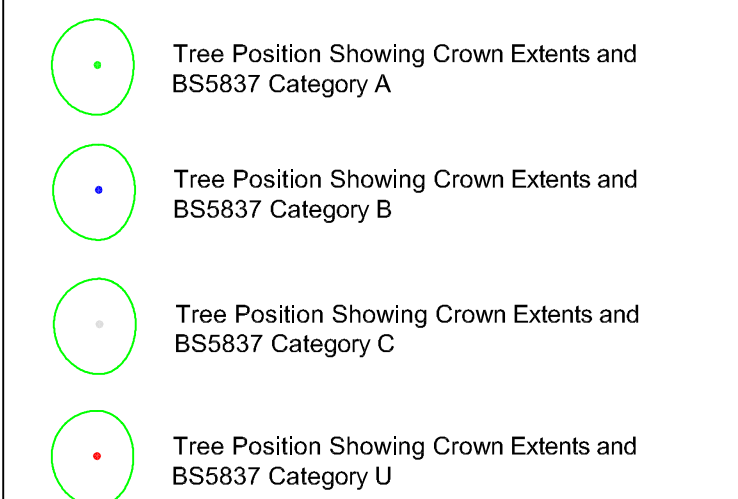 Tree Position Showing Crown Extents and
BS5837 Category A
Tree Position Showing Crown Extents and
BS5837 Category B
Tree Position Showing Crown Extents and
BS5837 Category C
Tree Position Showing Crown Extents and
BS5837 Category U